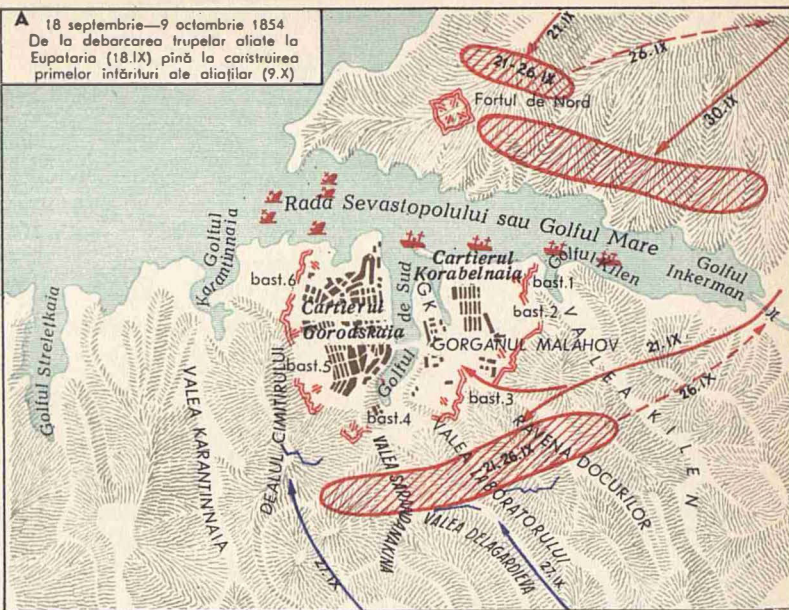 A
18 septembrie—9 octombrie 1854
De la debarcarea trupelor aliate la
Eupatoria (18.IX) pînă la construirea
primelor întărituri ale aliaților (9.X)
21.IX
26.IX
21-26.IX
Fortul de Nord
30.IX
Rada Sevastopolului sau Golful Mare
Golful
Karantinnaia
Golful Streletkaia
bast.6
Cartierul
Gorodskaia
Golful de Sud
G K
Cartierul
Korabelnaia
bast.1
Golful Kilen
Golful
Inkerman
bast.2
GORGANUL MALAHOV
VALEA KILEN
21.IX
26.IX
bast.5
bast.3
bast.4
VALEA KARANTINNAIA
DEALUL CIMITIRULUI
VALEA SARANDANAKINA
VALEA LABORATORULUI
RAVENA DOCURILOR
21.26.IX
VALEA DELAGARDIEVA
27.IX
27.IX